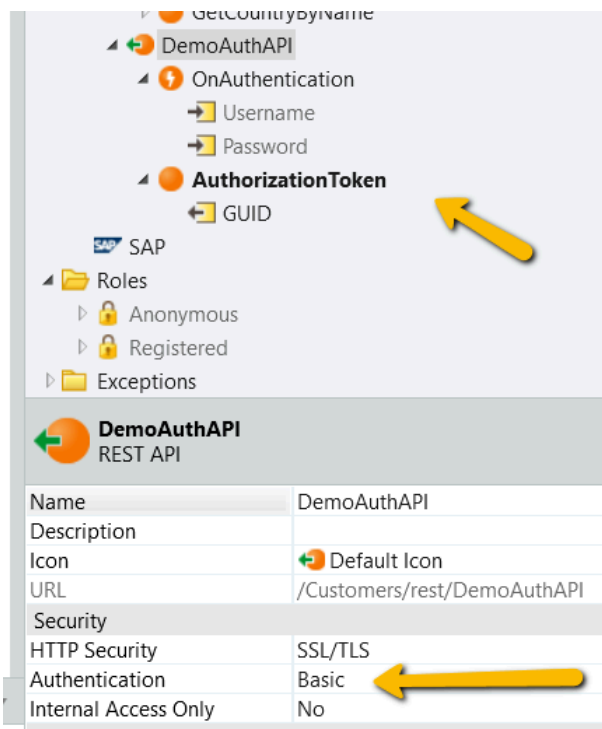 GetCountryByName
DemoAuthAPI
OnAuthentication
Username
Password
AuthorizationToken
GUID
SAP SAP
Roles
Anonymous
Registered
Exceptions
DemoAuthAPI
REST API
Name DemoAuthAPI
Description
Icon Default Icon
URL /Customers/rest/DemoAuthAPI
Security
HTTP Security SSL/TLS
Authentication Basic
Internal Access Only No